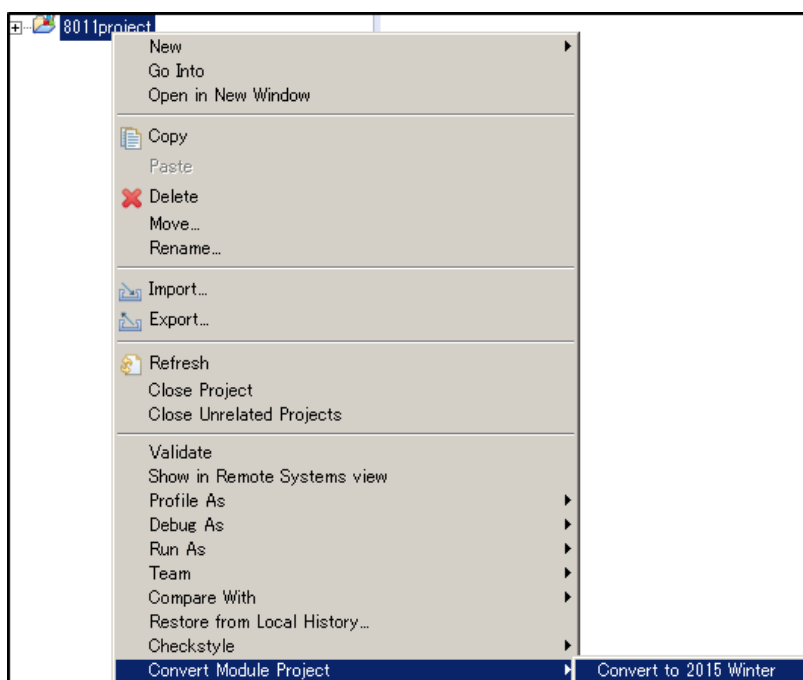 8011project
New
Go Into
Open in New Window
Copy
Paste
Delete
Move...
Rename...
Import...
Export...
Refresh
Close Project
Close Unrelated Projects
Validate
Show in Remote Systems view
Profile As
Debug As
Run As
Team
Compare With
Restore from Local History...
Checkstyle
Convert Module Project
Convert to 2015 Winter